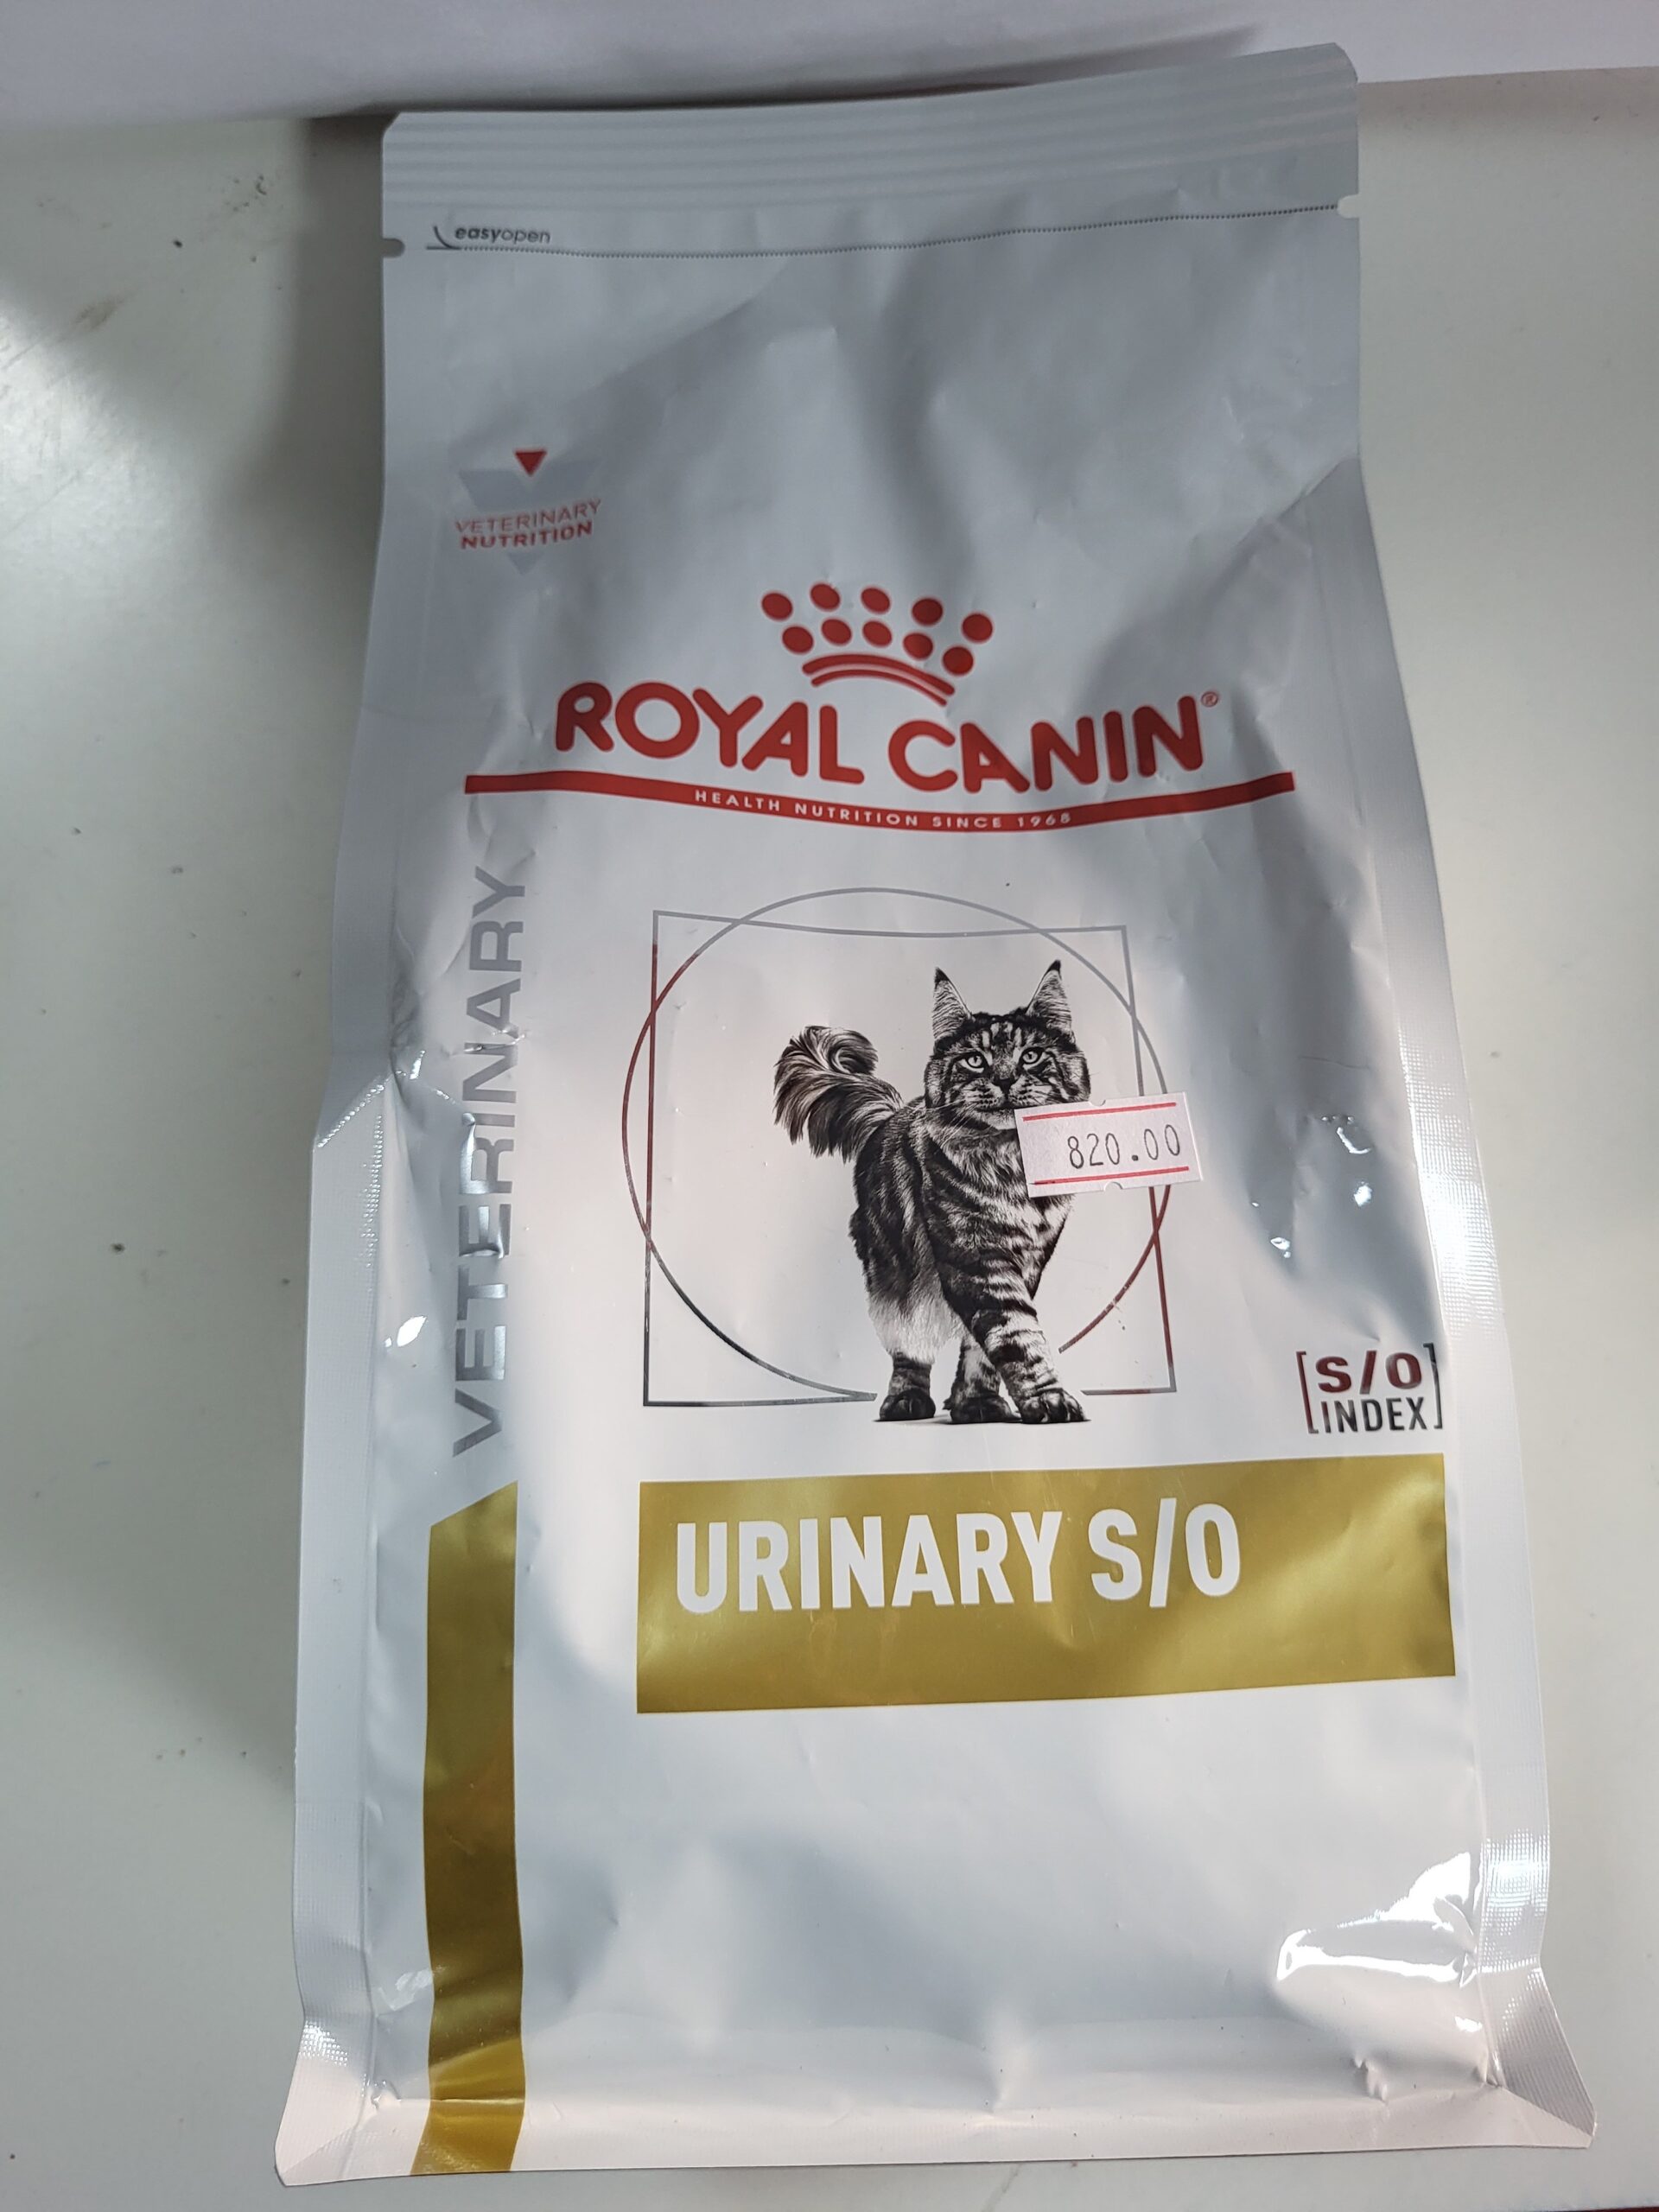 easyopen
VETERINARY
NUTRITION
ROYAL CANIN®
HEALTH NUTRITION SINCE 1968
VETERINARY
820.00
S/O
INDEX
URINARY S/O